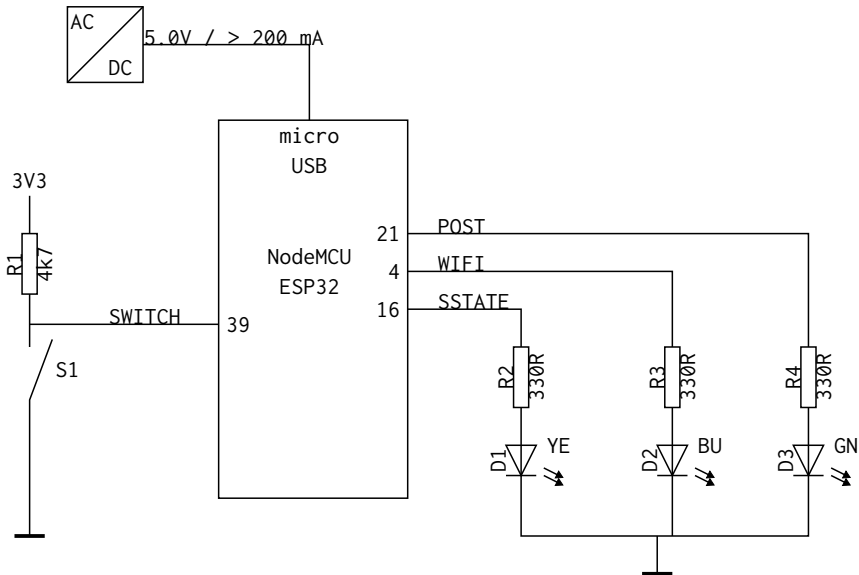 AC
DC
5.0V / > 200 mA
micro
USB
3V3
R1
4k7
NodeMCU
ESP32
21
POST
4
WIFI
16
SSTATE
SWITCH
39
S1
R2
330R
R3
330R
R4
330R
D1
YE
D2
BU
D3
GN